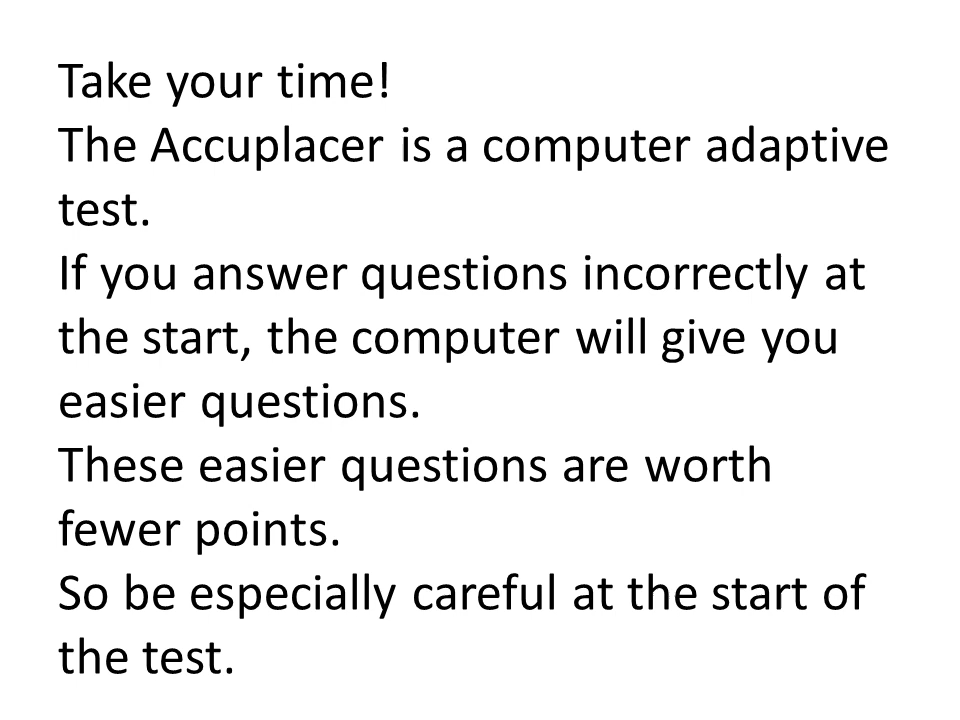 Take your time!
The Accuplacer is a computer adaptive
test.
If you answer questions incorrectly at
the start, the computer will give you
easier questions.
These easier questions are worth
fewer points.
So be especially careful at the start of
the test.